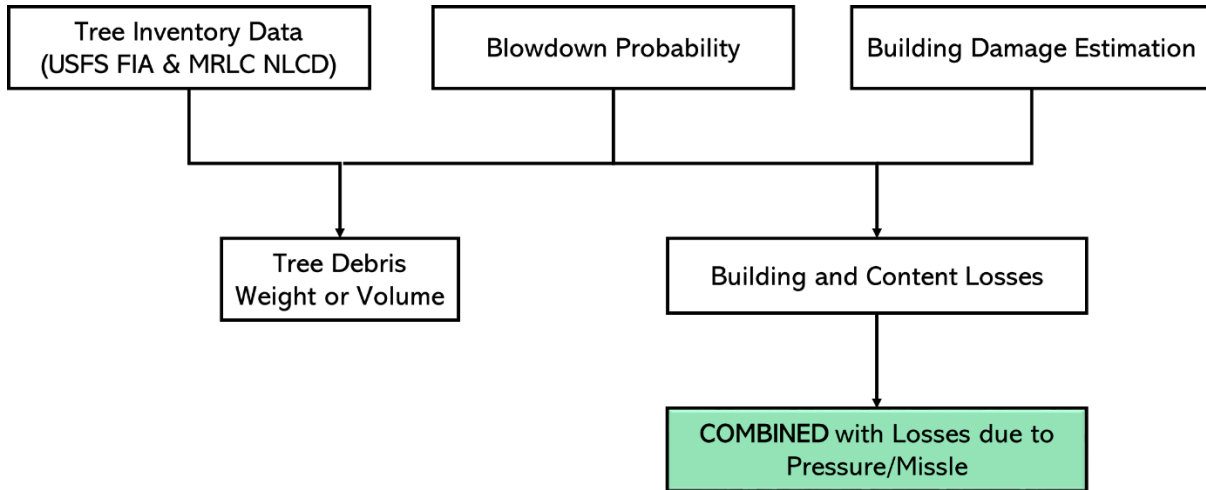 Tree Inventory Data
(USFS FIA & MRLC NLCD)
Blowdown Probability
Building Damage Estimation
Tree Debris
Weight or Volume
Building and Content Losses
COMBINED with Losses due to
Pressure/Missle